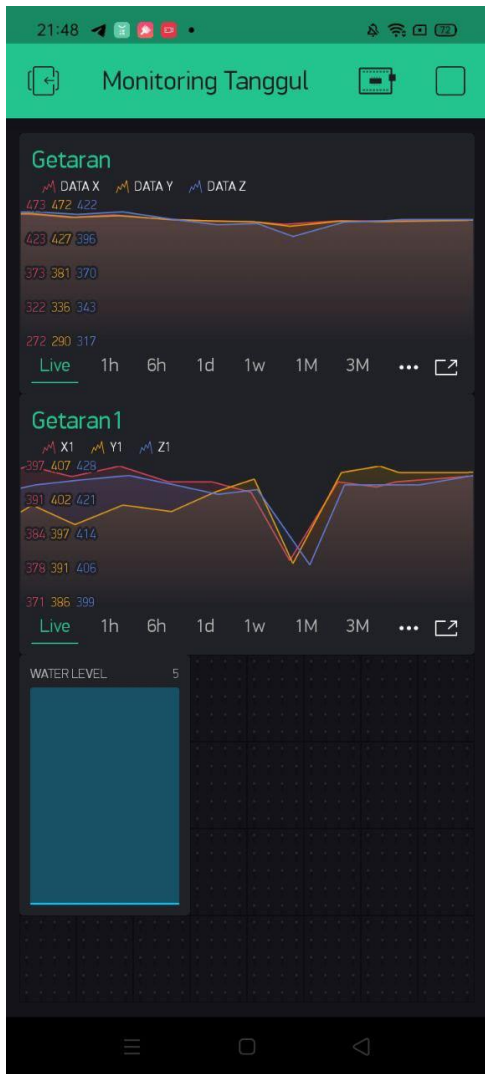 21:48 72
Monitoring Tanggul
Getaran
DATA X DATA Y DATA Z
473 472 422
423 427 396
373 381 370
322 336 343
272 290 317
Live 1h 6h 1d 1w 1M 3M
Getaran1
X1 Y1 Z1
397 407 428
391 402 421
384 397 414
378 391 406
371 386 399
Live 1h 6h 1d 1w 1M 3M
WATER LEVEL 5